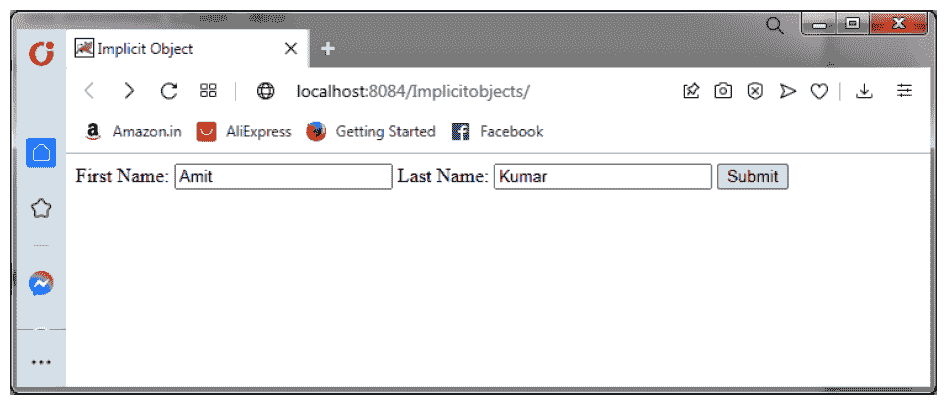 Implicit Object
localhost:8084/Implicitobjects/
Amazon.in AliExpress Getting Started Facebook
First Name: Amit Last Name: Kumar Submit